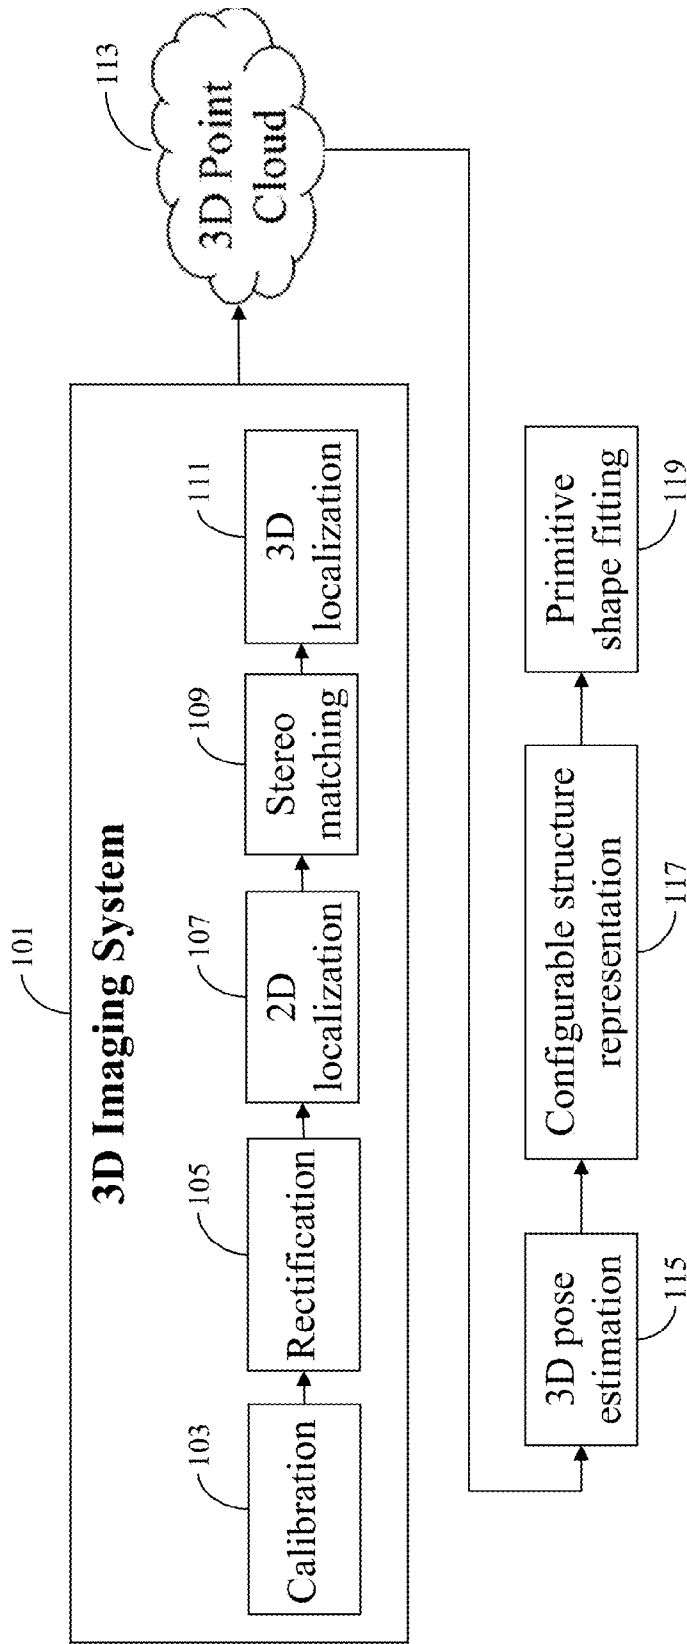 101
3D Imaging System
103
Calibration
105
Rectification
107
2D
localization
109
Stereo
matching
111
3D
localization
113
3D Point
Cloud
3D pose
estimation
115
Configurable structure
representation
117
Primitive
shape fitting
119